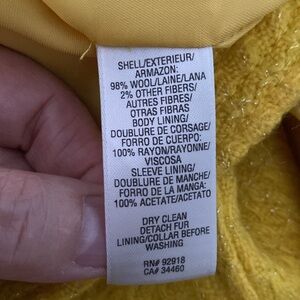 SHELL/EXTERIEUR/
ARMAZON:
98% WOOL/LAINE/LANA
2% OTHER FIBERS/
AUTRES FIBRES/
OTRAS FIBRAS
BODY LINING/
DOUBLURE DE CORSAGE/
FORRO DE CUERPO:
100% RAYON/RAYONNE/
VISCOSA
SLEEVE LINING/
DOUBLURE DE MANCHE/
FORRO DE LA MANGA:
100% ACETATE/ACETATO
DRY CLEAN
DETACH FUR
LINING/COLLAR BEFORE
WASHING
RN# 92918
CA# 34460